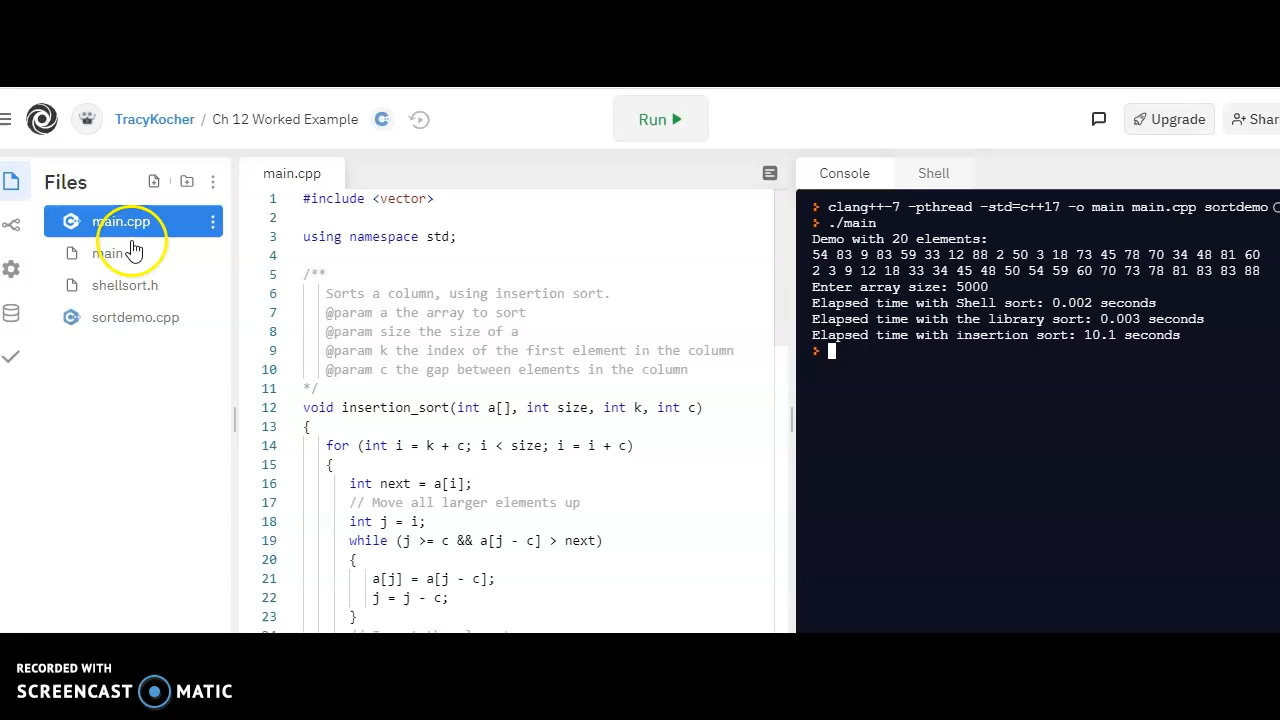 TracyKocher / Ch 12 Worked Example
Run
Upgrade
Shar
Files
main.cpp
main
shellsort.h
sortdemo.cpp
main.cpp
1 #include <vector>
2
3 using namespace std;
4
5 /**
6 Sorts a column, using insertion sort.
7 @param a the array to sort
8 @param size the size of a
9 @param k the index of the first element in the column
10 @param c the gap between elements in the column
11 */
12 void insertion_sort(int a[], int size, int k, int c)
13 {
14 for (int i = k + c; i < size; i = i + c)
15 {
16 int next = a[i];
17 // Move all larger elements up
18 int j = i;
19 while (j >= c && a[j - c] > next)
20 {
21 a[j] = a[j - c];
22 j = j - c;
23 }
Console
Shell
clang++-7 -pthread -std=c++17 -o main main.cpp sortdemo
./main
Demo with 20 elements:
54 83 9 83 59 33 12 88 2 50 3 18 73 45 78 70 34 48 81 60
2 3 9 12 18 33 34 45 48 50 54 59 60 70 73 78 81 83 83 88
Enter array size: 5000
Elapsed time with Shell sort: 0.002 seconds
Elapsed time with the library sort: 0.003 seconds
Elapsed time with insertion sort: 10.1 seconds
RECORDED WITH
SCREENCAST MATIC